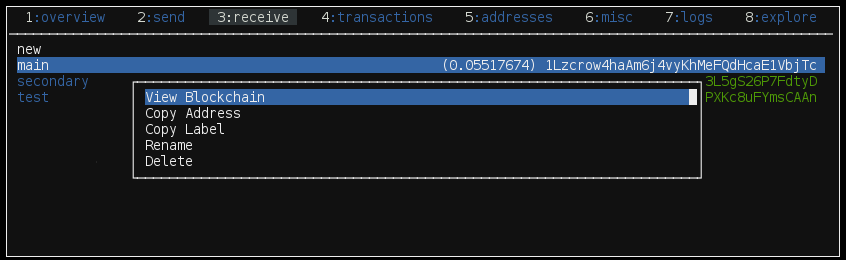 1:overview 2:send 3:receive 4:transactions 5:addresses 6:misc 7:logs 8:explore
new
main (0.05517674) 1Lzcrow4haAm6j4vyKhMeFQdHcaE1VbjTc
secondary 3L5gS26P7FdtyD
test PXKc8uFYmsCAAn
View Blockchain
Copy Address
Copy Label
Rename
Delete